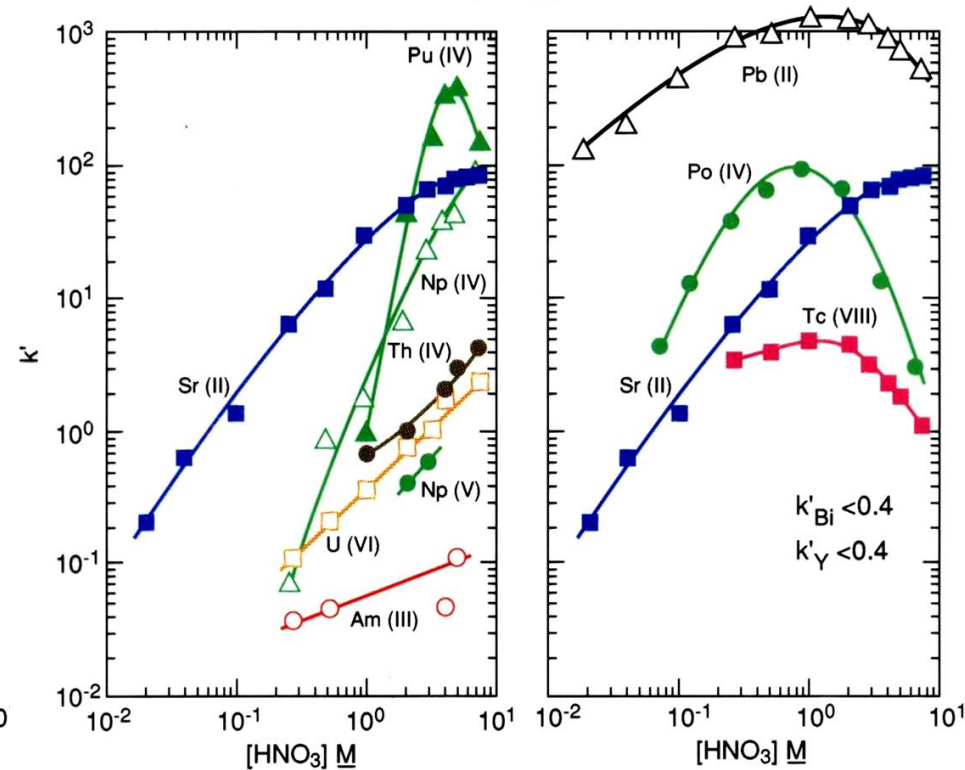 10³
10²
10¹
10⁰
10⁻¹
10⁻²
k'
Pu (IV)
Np (IV)
Th (IV)
Sr (II)
Np (V)
U (VI)
Am (III)
0
10⁻² 10⁻¹ 10⁰ 10¹
[HNO₃] M
Pb (II)
Po (IV)
Tc (VIII)
Sr (II)
k'Bi <0.4
k'Y <0.4
10⁻² 10⁻¹ 10⁰ 10¹
[HNO₃] M